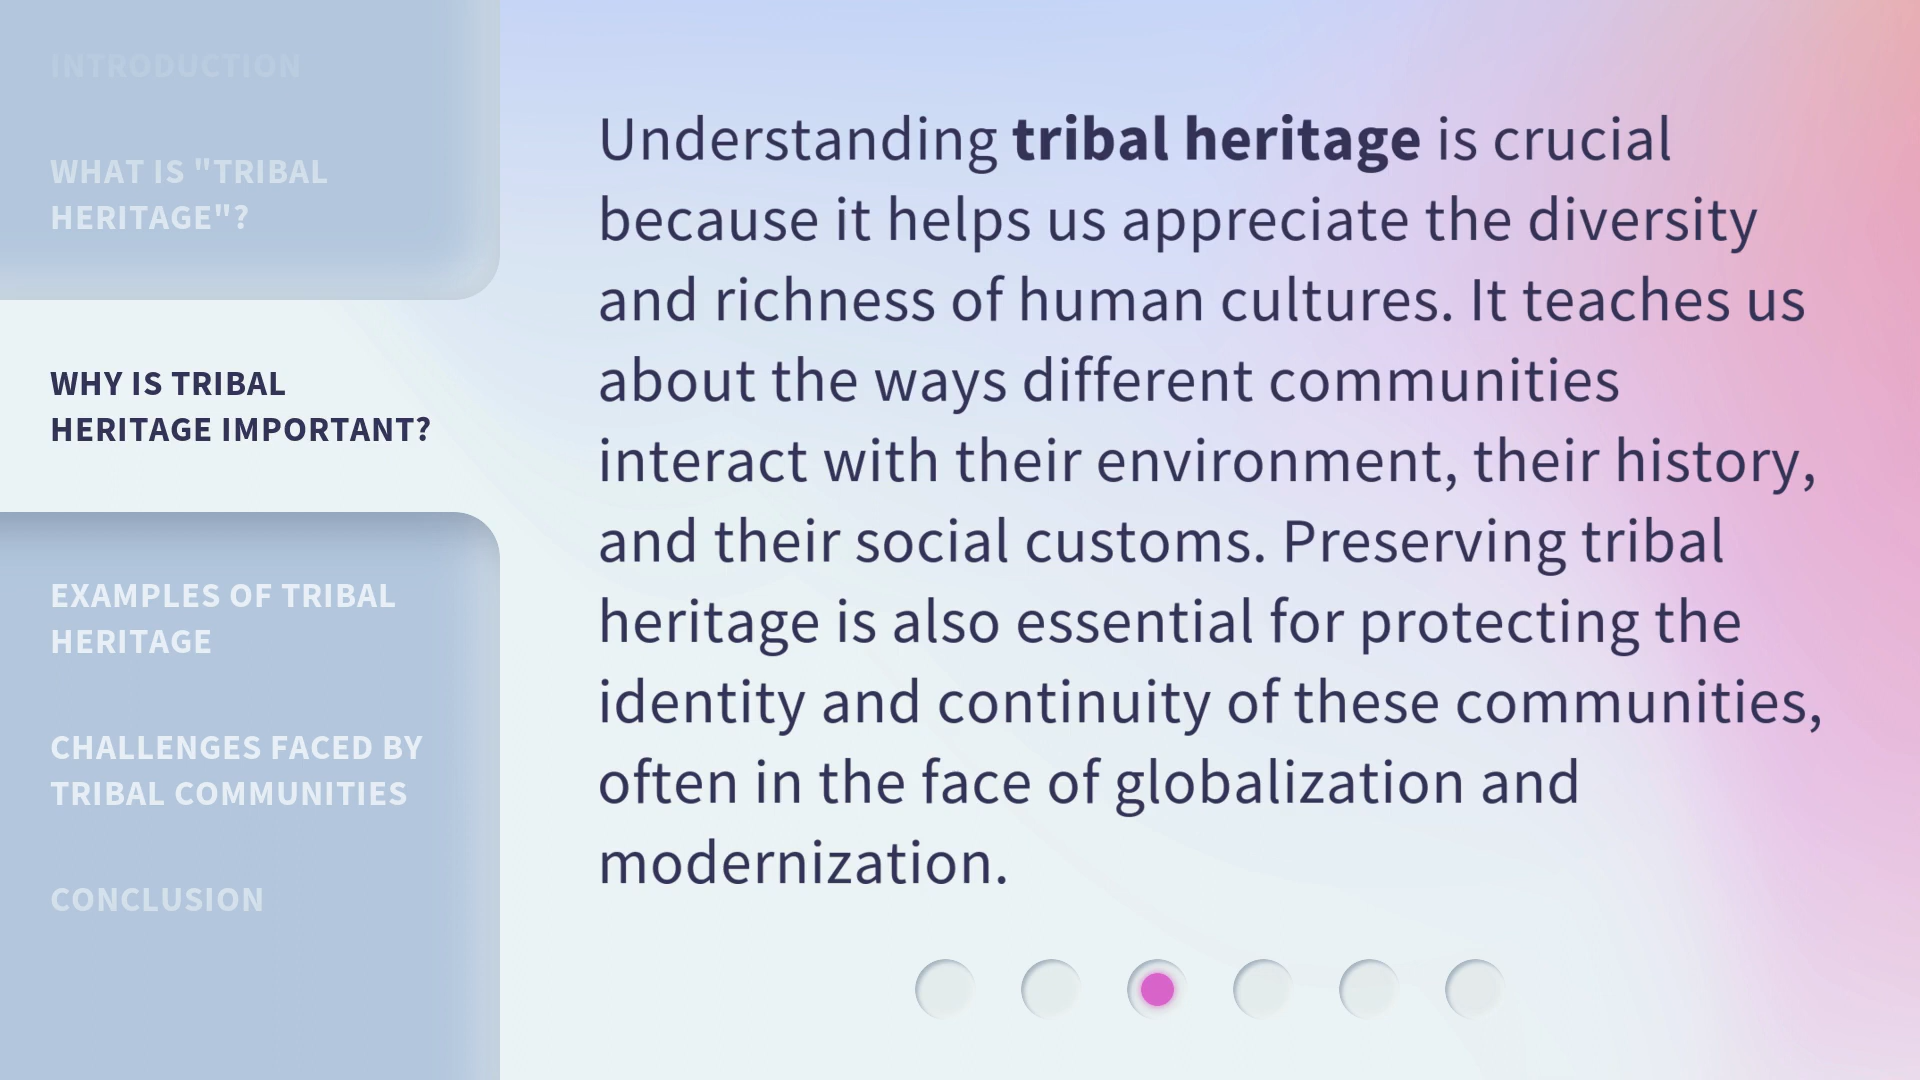 INTRODUCTION
WHAT IS "TRIBAL
HERITAGE"?
WHY IS TRIBAL
HERITAGE IMPORTANT?
EXAMPLES OF TRIBAL
HERITAGE
CHALLENGES FACED BY
TRIBAL COMMUNITIES
CONCLUSION
Understanding tribal heritage is crucial
because it helps us appreciate the diversity
and richness of human cultures. It teaches us
about the ways different communities
interact with their environment, their history,
and their social customs. Preserving tribal
heritage is also essential for protecting the
identity and continuity of these communities,
often in the face of globalization and
modernization.